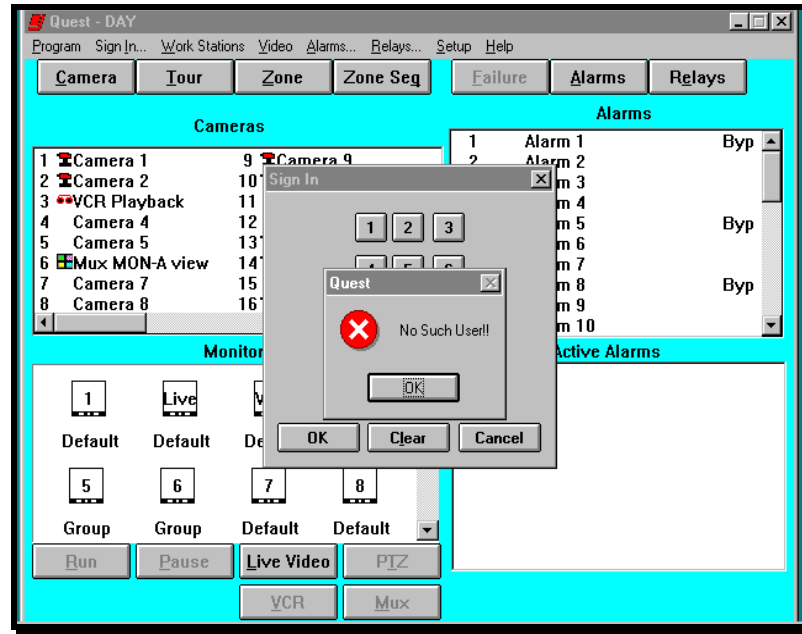 Quest - DAY
Program Sign In... Work Stations Video Alarms... Relays... Setup Help
Camera Tour Zone Zone Seq Failure Alarms Relays
Cameras
1 Camera 1 9 Camera 9
2 Camera 2 10
3 VCR Playback 11
4 Camera 4 12
5 Camera 5 13
6 Mux MON-A view 14
7 Camera 7 15
8 Camera 8 16
Alarms
1 Alarm 1 Byp
2 Alarm 2
m 3
m 4
m 5 Byp
m 6
m 7
m 8 Byp
m 9
m 10
Sign In
1 2 3
Quest
No Such User!!
OK
OK Clear Cancel
Monitor
1 Live
Default Default De
5 6 7 8
Group Group Default Default
Active Alarms
Run Pause Live Video PTZ
VCR Mux